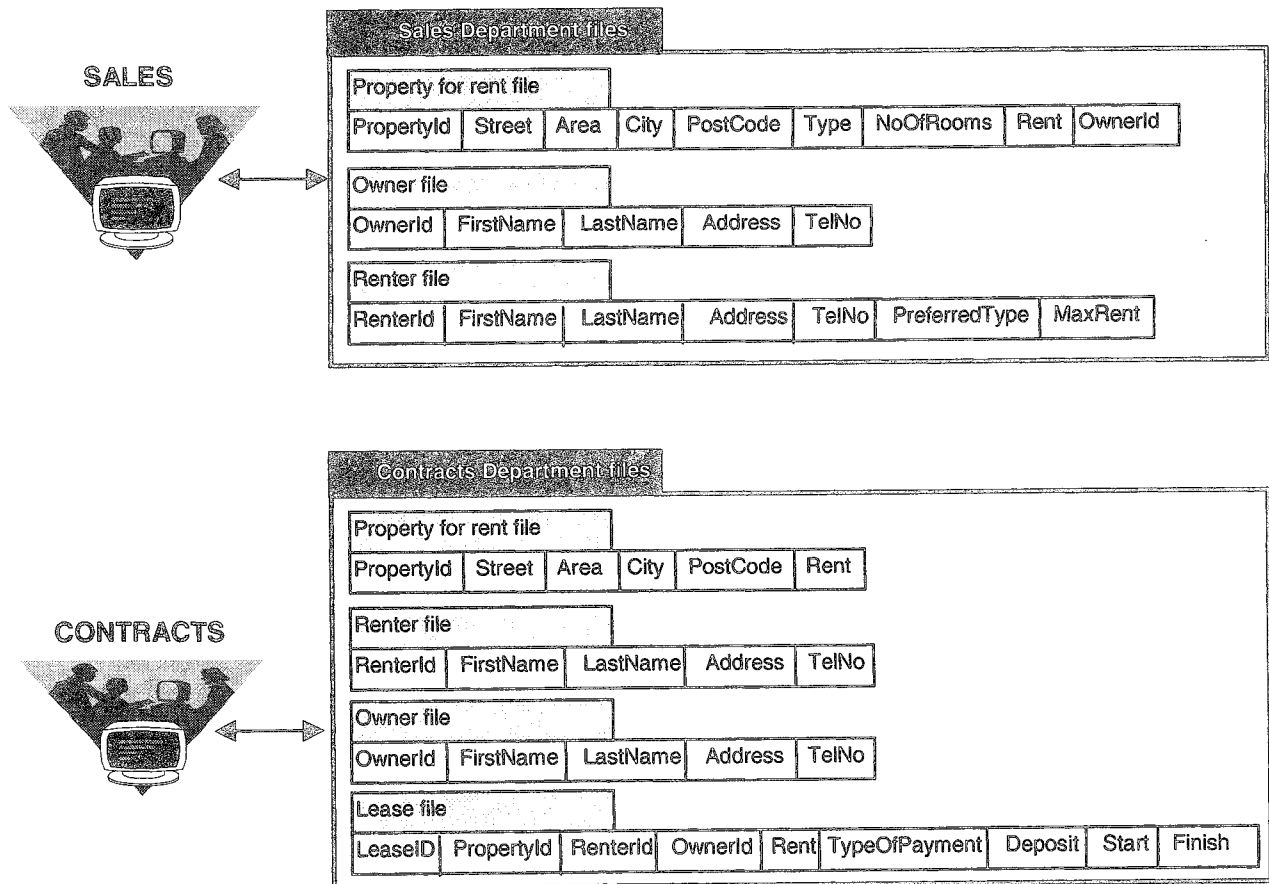 Sales Department files
SALES
Property for rent file
PropertyId Street Area City PostCode Type NoOfRooms Rent OwnerId
Owner file
OwnerId FirstName LastName Address TelNo
Renter file
RenterId FirstName LastName Address TelNo PreferredType MaxRent
Contracts Department files
CONTRACTS
Property for rent file
PropertyId Street Area City PostCode Rent
Renter file
RenterId FirstName LastName Address TelNo
Owner file
OwnerId FirstName LastName Address TelNo
Lease file
LeaseID PropertyId RenterId OwnerId Rent TypeOfPayment Deposit Start Finish